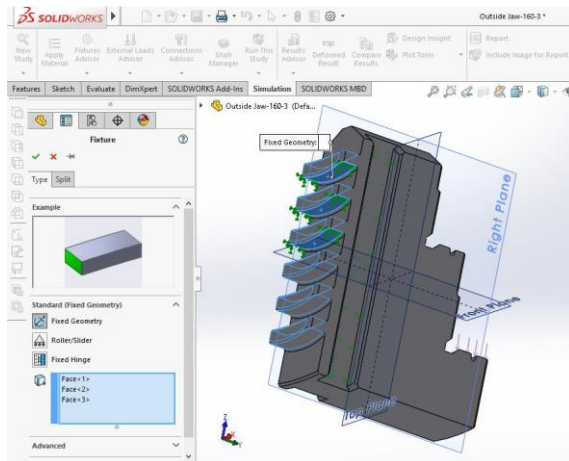 SOLIDWORKS
Outside Jaw-160-3 *
New Study
Apply Material
Fixtures Advisor
External Loads Advisor
Connections Advisor
Shell Manager
Run This Study
Results Advisor
Deformed Result
Compare Results
Design Insight
Plot Tools
Report
Include Image for Report
Features
Sketch
Evaluate
DimXpert
SOLIDWORKS Add-Ins
Simulation
SOLIDWORKS MBD
Outside Jaw-160-3 (Defa...
Fixture
Type
Split
Example
Standard (Fixed Geometry)
Fixed Geometry
Roller/Slider
Fixed Hinge
Face<1>
Face<2>
Face<3>
Advanced
Fixed Geometry:
Right Plane
Front Plane
Top Plane
Z
X
Y